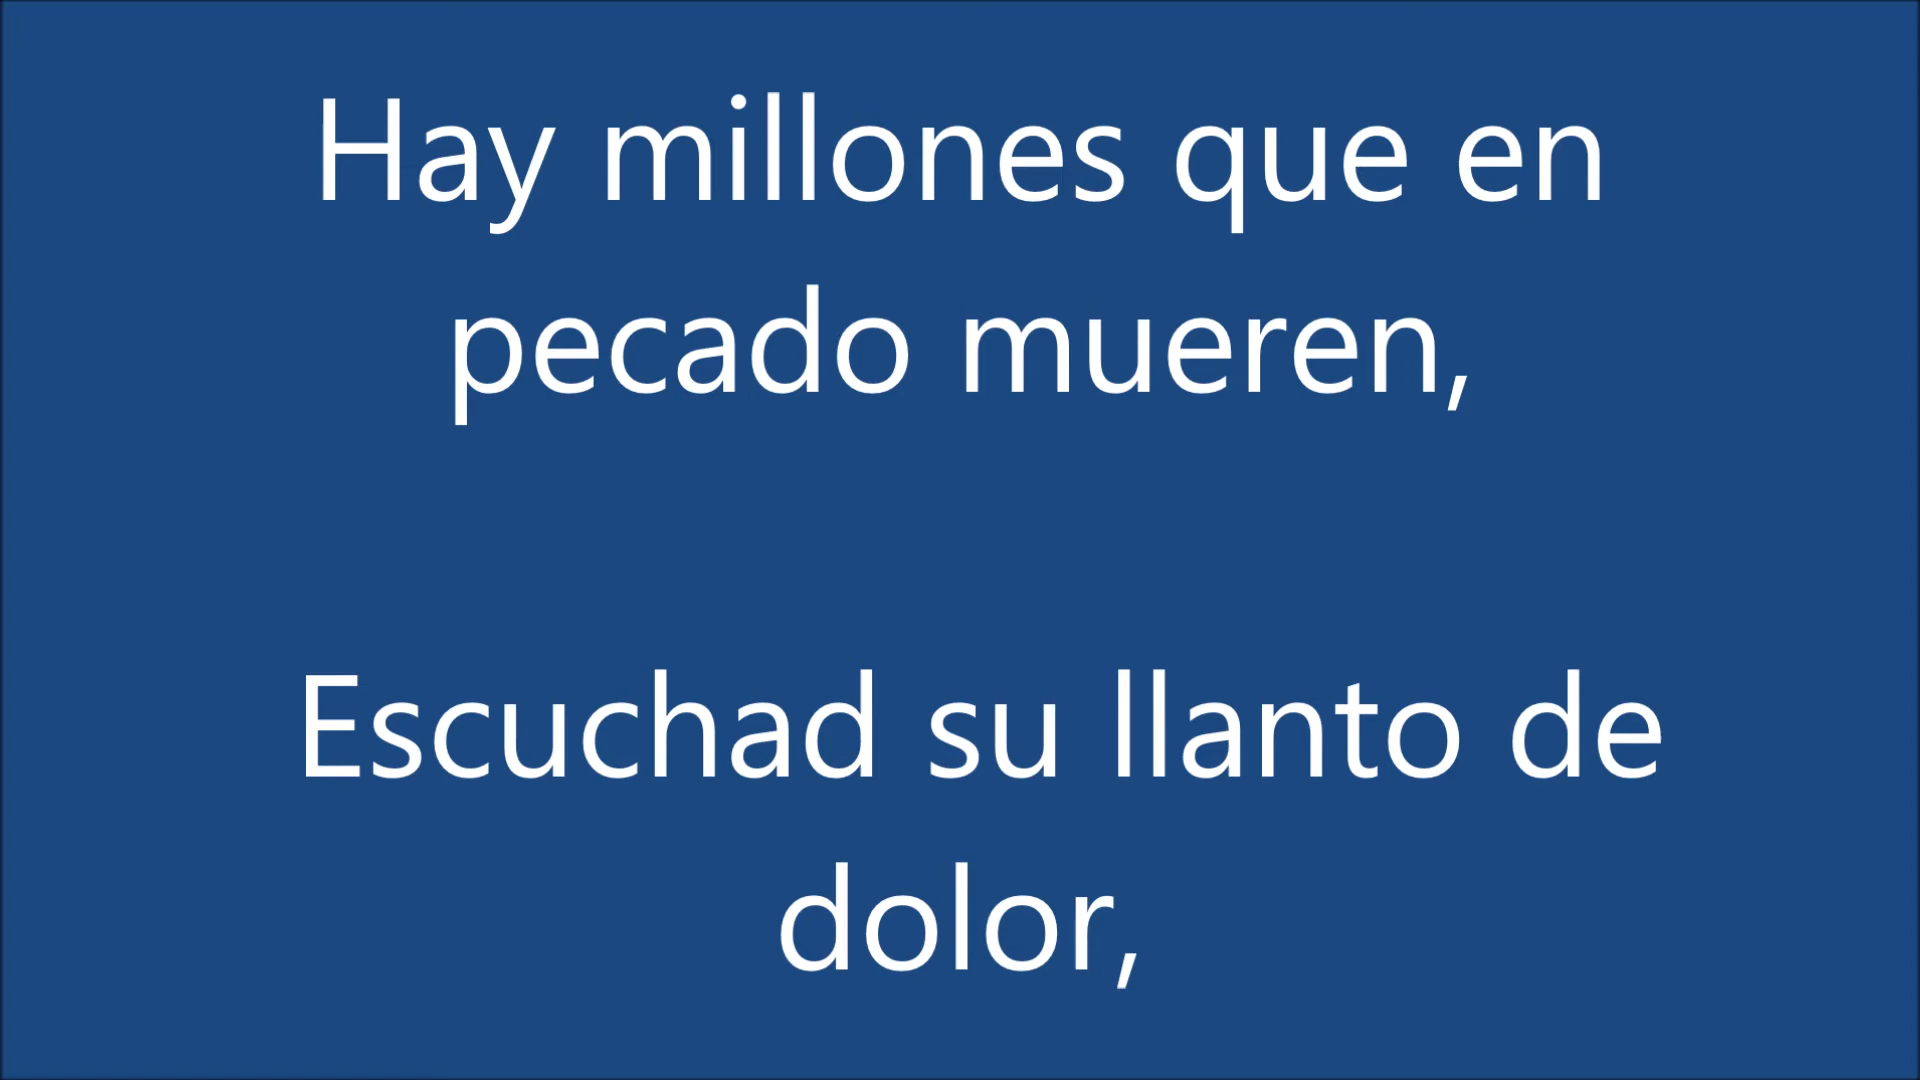 Hay millones que en
pecado mueren,
Escuchad su llanto de
dolor,